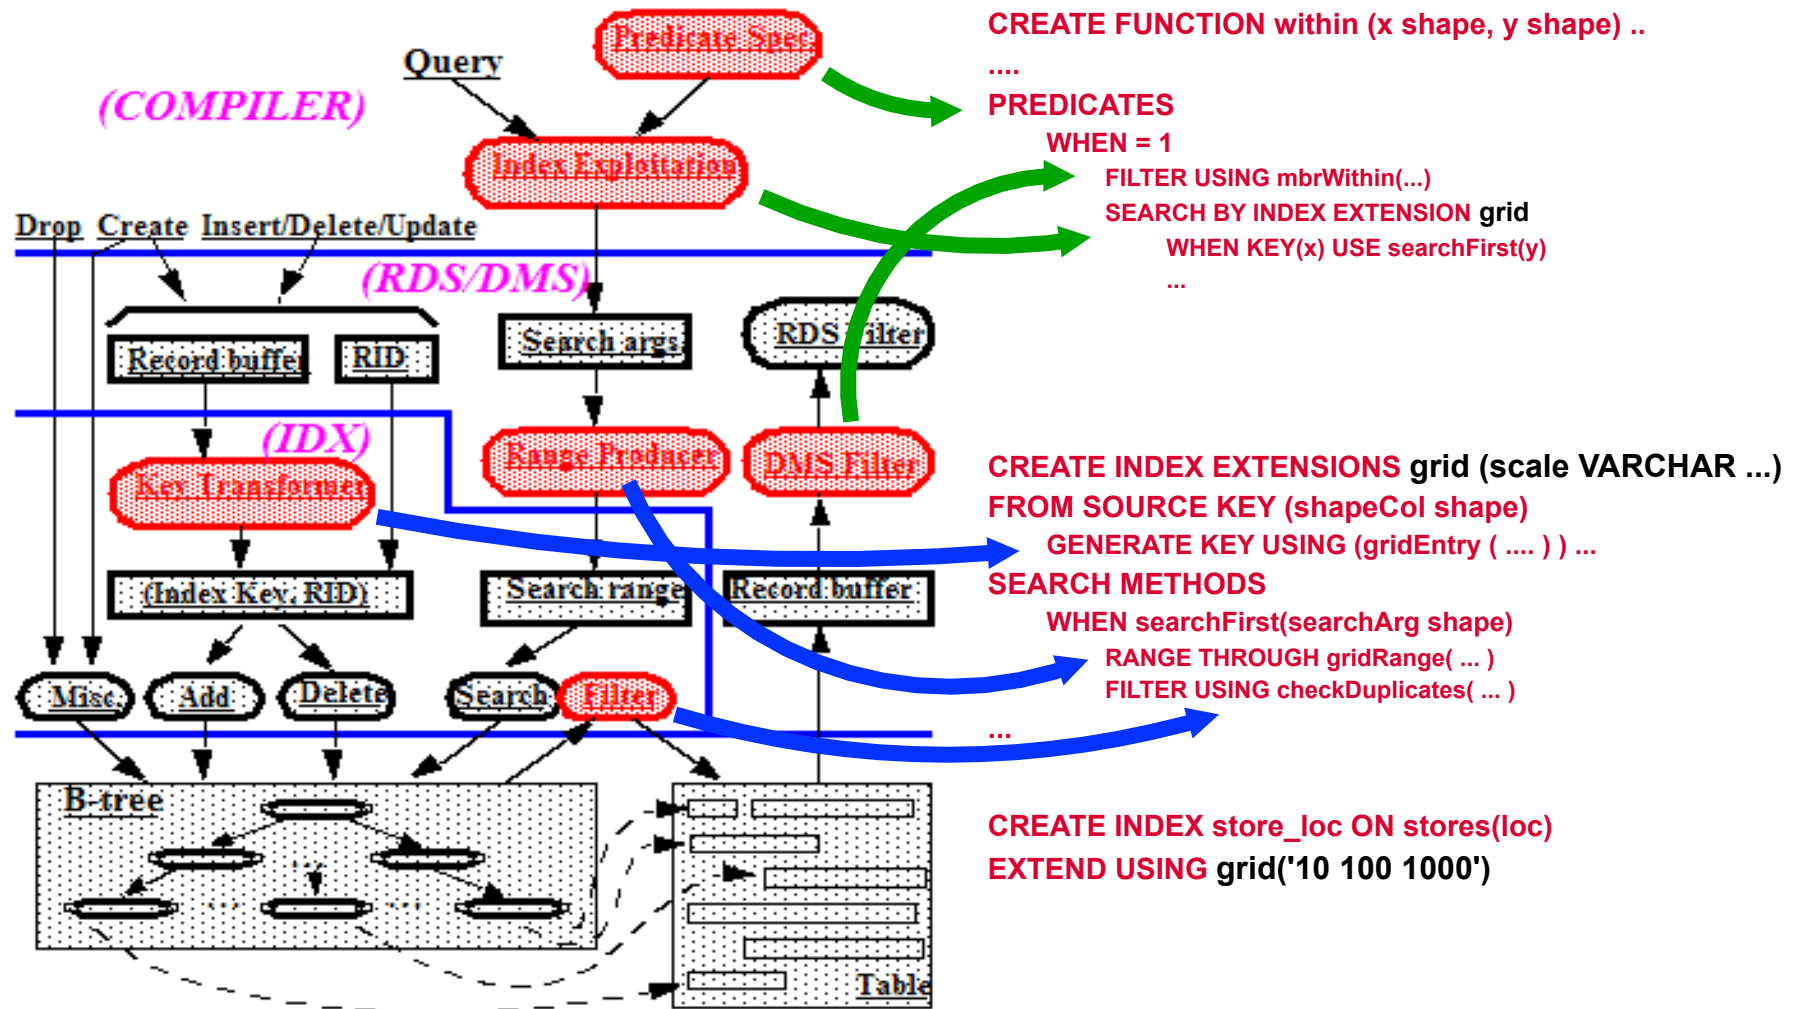 Query
Predicate Spec
(COMPILER)
Index Exploitation
Drop Create Insert/Delete/Update
(RDS/DMS)
Record buffer
RID
Search args.
RDS Filter
(IDX)
Key Transformer
Range Producer
DMS Filter
(Index Key, RID)
Search range
Record buffer
Misc.
Add
Delete
Search
Filter
B-tree
...
... ...
Table
CREATE FUNCTION within (x shape, y shape) ..
....
PREDICATES
WHEN = 1
FILTER USING mbrWithin(...)
SEARCH BY INDEX EXTENSION grid
WHEN KEY(x) USE searchFirst(y)
...
CREATE INDEX EXTENSIONS grid (scale VARCHAR ...)
FROM SOURCE KEY (shapeCol shape)
GENERATE KEY USING (gridEntry ( .... ) ) ...
SEARCH METHODS
WHEN searchFirst(searchArg shape)
RANGE THROUGH gridRange( ... )
FILTER USING checkDuplicates( ... )
...
CREATE INDEX store_loc ON stores(loc)
EXTEND USING grid('10 100 1000')